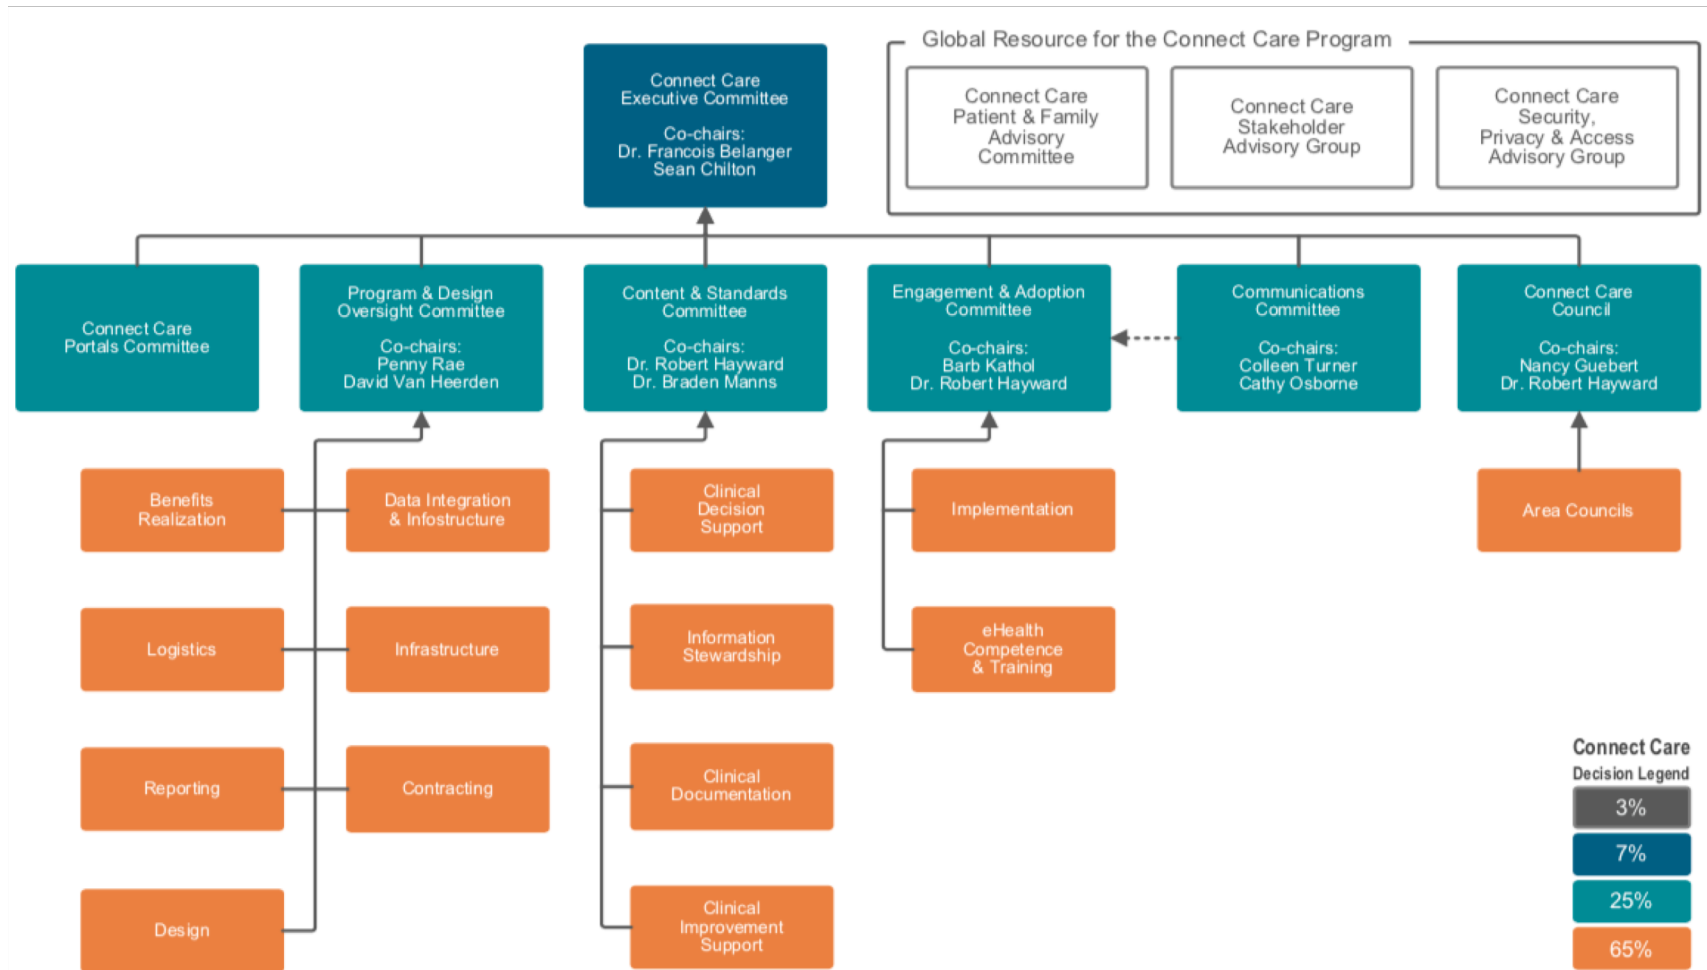 Global Resource for the Connect Care Program
Connect Care
Executive Committee
Co-chairs:
Dr. Francois Belanger
Sean Chilton
Connect Care
Patient & Family
Advisory
Committee
Connect Care
Stakeholder
Advisory Group
Connect Care
Security,
Privacy & Access
Advisory Group
Connect Care
Portals Committee
Program & Design
Oversight Committee
Co-chairs:
Penny Rae
David Van Heerden
Content & Standards
Committee
Co-chairs:
Dr. Robert Hayward
Dr. Braden Manns
Engagement & Adoption
Committee
Co-chairs:
Barb Kathol
Dr. Robert Hayward
Communications
Committee
Co-chairs:
Colleen Turner
Cathy Osborne
Connect Care
Council
Co-chairs:
Nancy Guebert
Dr. Robert Hayward
Benefits
Realization
Data Integration
& Infostructure
Logistics
Infrastructure
Reporting
Contracting
Design
Clinical
Decision
Support
Information
Stewardship
Clinical
Documentation
Clinical
Improvement
Support
Implementation
eHealth
Competence
& Training
Area Councils
Connect Care
Decision Legend
3%
7%
25%
65%